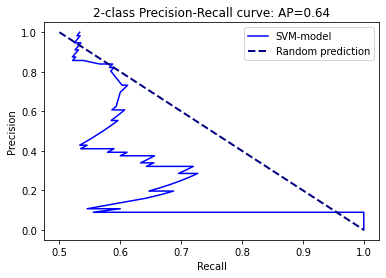 2-class Precision-Recall curve: AP=0.64
SVM-model
Random prediction
Precision
1.0
0.8
0.6
0.4
0.2
0.0
0.5 0.6 0.7 0.8 0.9 1.0
Recall